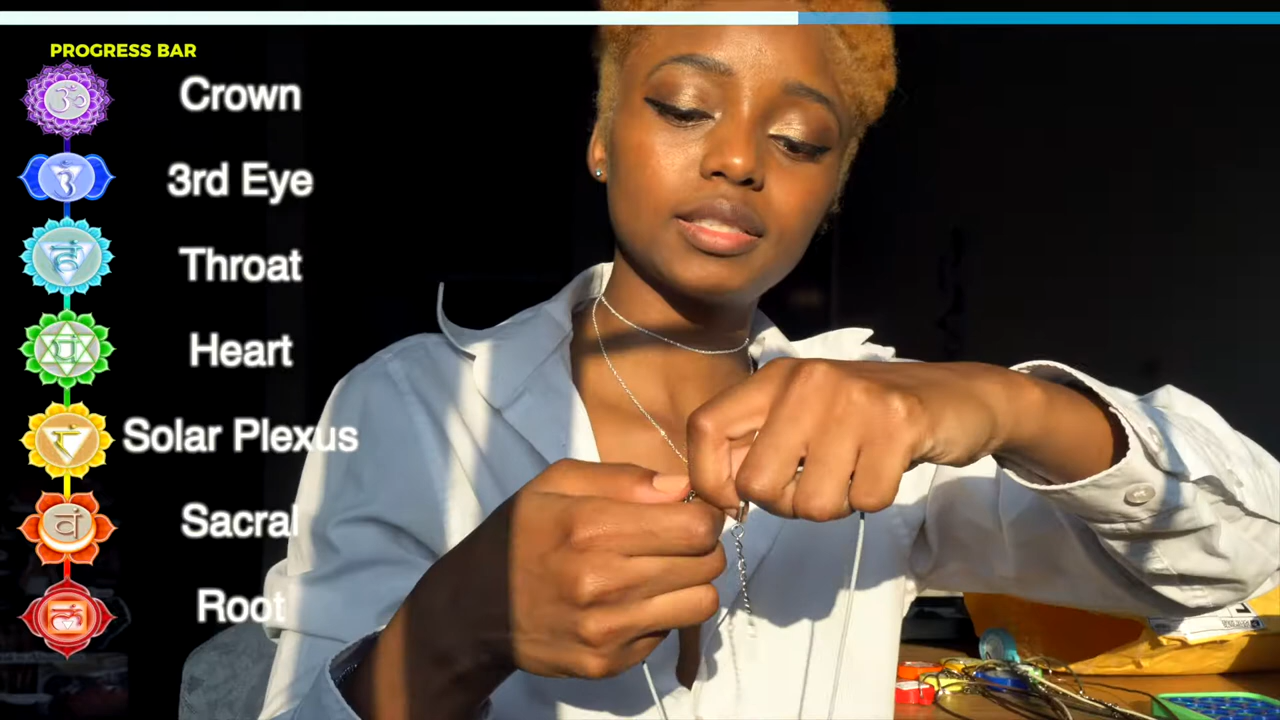 PROGRESS BAR
Crown
3rd Eye
Throat
Heart
Solar Plexus
Sacral
Root